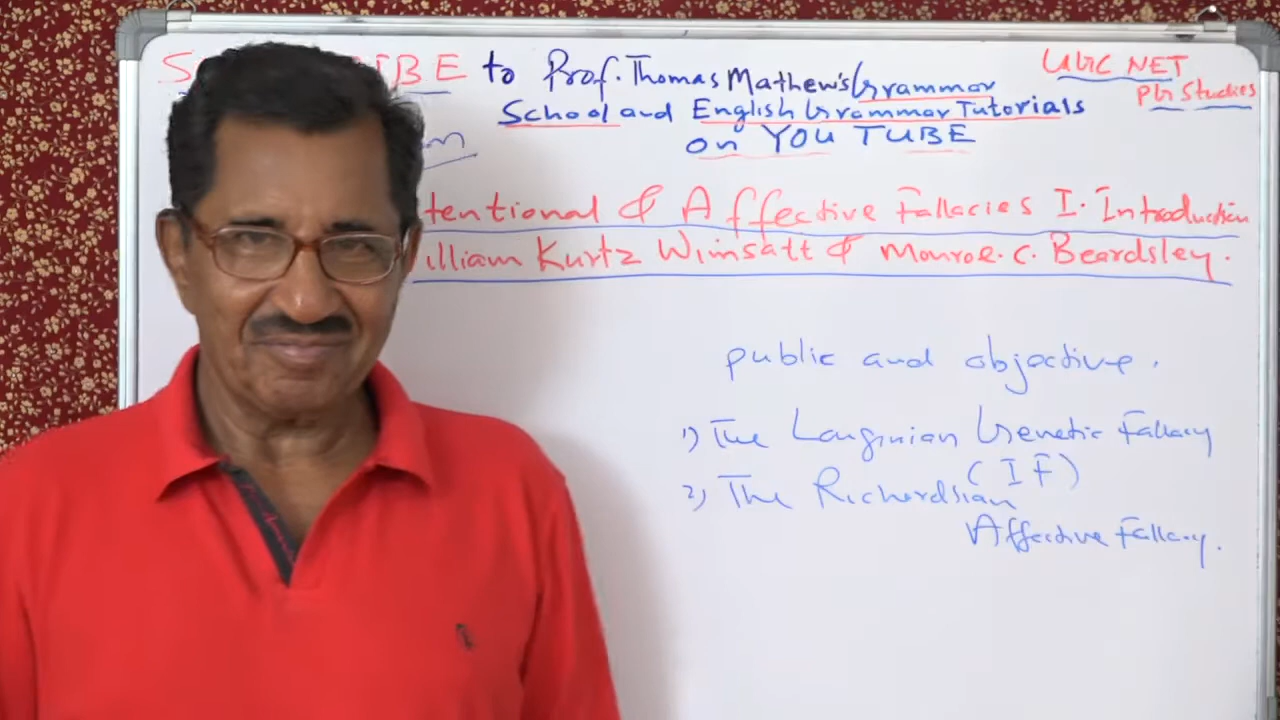 S BE to Prof. Thomas Mathew's Grammar
School and English Grammar Tutorials
on YOU TUBE
UGC NET
PG Studies
tentional & Affective Fallacies I. Introduction
illiam Kurtz Wimsatt & Monroe. C. Beardsley.
public and objective.
1) The Longinian Genetic Fallacy
(IF)
2) The Richardsian
Affective Fallacy.